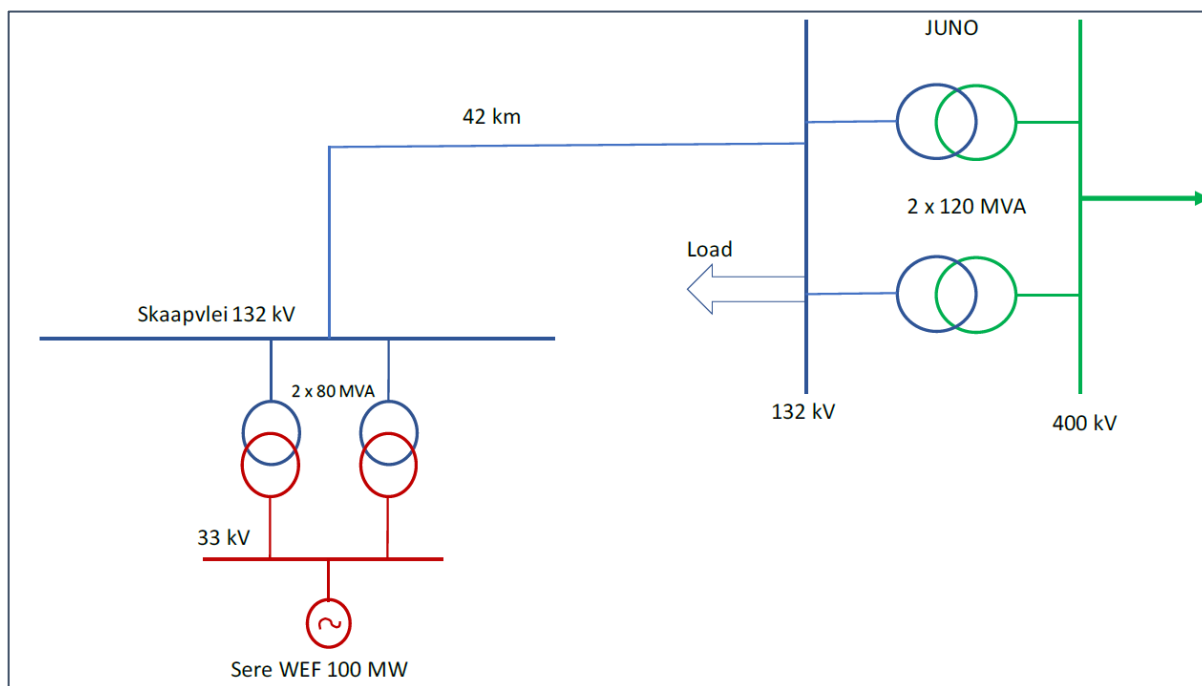 JUNO
42 km
2 x 120 MVA
Load
Skaapvlei 132 kV
2 x 80 MVA
132 kV
400 kV
33 kV
Sere WEF 100 MW